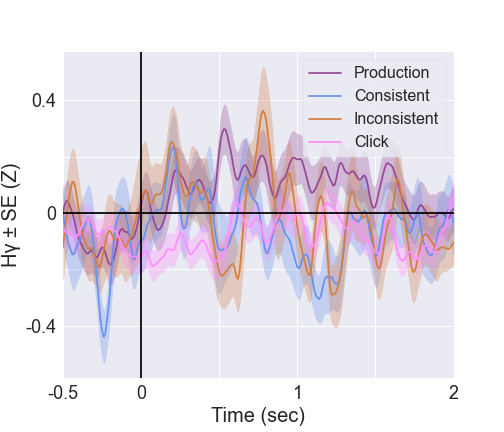 Production
Consistent
Inconsistent
Click
0.4
0
-0.4
Hγ ± SE (Z)
-0.5
0
1
2
Time (sec)